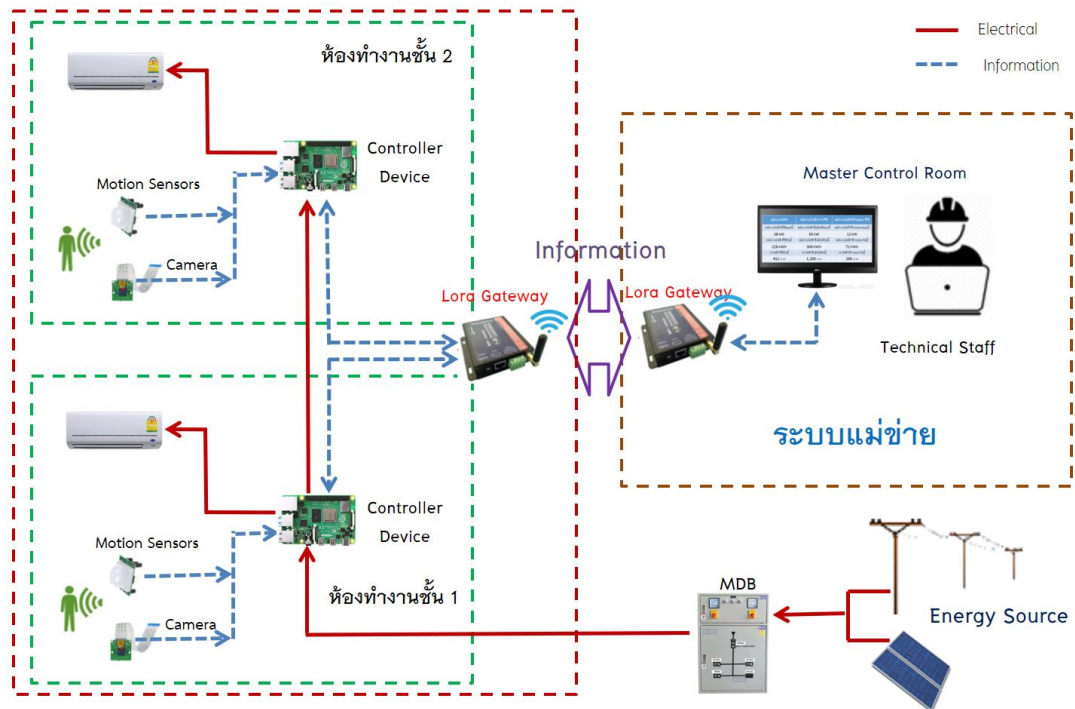 ห้องทำงานชั้น 2
Electrical
Information
Controller
Device
Motion Sensors
Camera
Master Control Room
Information
Lora Gateway
Lora Gateway
Technical Staff
ระบบแม่ข่าย
Controller
Device
Motion Sensors
Camera
ห้องทำงานชั้น 1
MDB
Energy Source